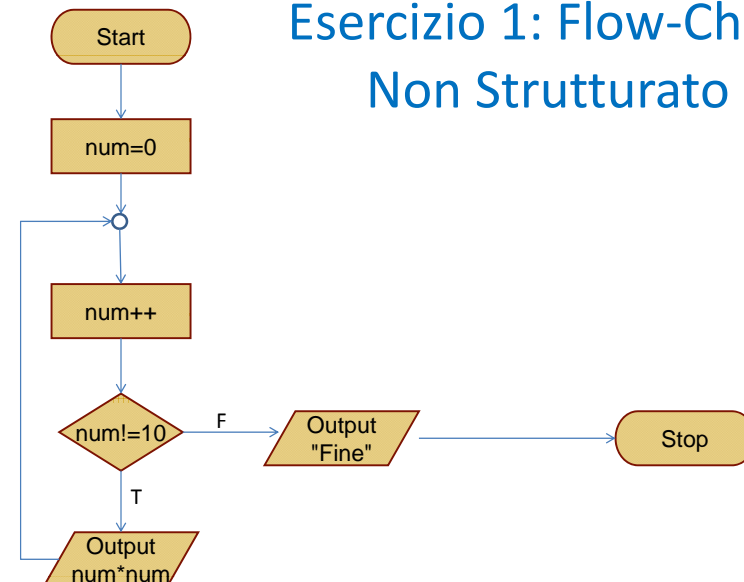 Esercizio 1: Flow-Ch
Non Strutturato
Start
num=0
num++
num!=10
F
Output
"Fine"
Stop
T
Output
num*num